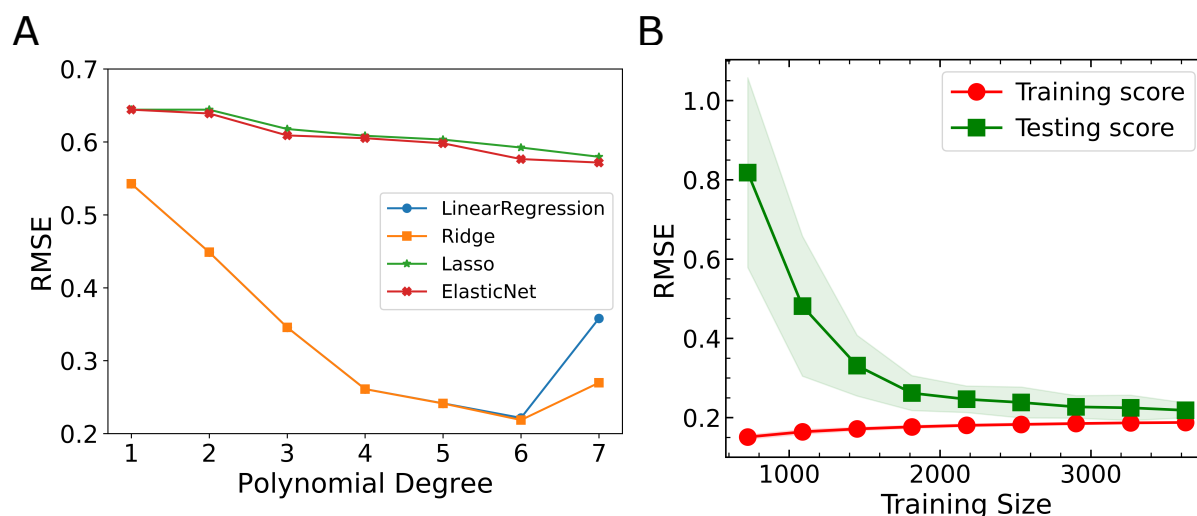 A
0.7
0.6
0.5
0.4
0.3
0.2
RMSE
LinearRegression
Ridge
Lasso
ElasticNet
1 2 3 4 5 6 7
Polynomial Degree
B
1.0
0.8
0.6
0.4
0.2
RMSE
Training score
Testing score
1000 2000 3000
Training Size